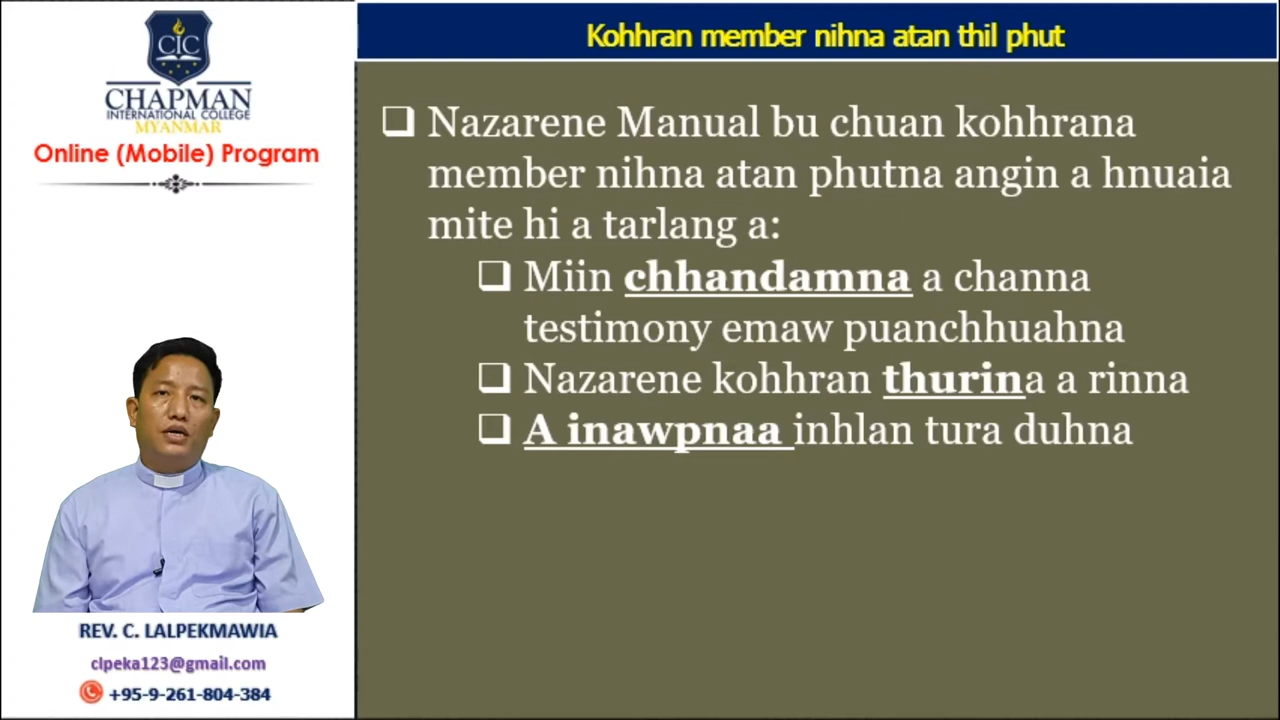 CIC
CHAPMAN
INTERNATIONAL COLLEGE
MYANMAR
Online (Mobile) Program
REV. C. LALPEKMAWIA
clpeka123@gmail.com
+95-9-261-804-384
Kohhran member nihna atan thil phut
Nazarene Manual bu chuan kohhrana
member nihna atan phutna angin a hnuaia
mite hi a tarlang a:
Miin chhandamna a channa
testimony emaw puanchhuahna
Nazarene kohhran thurina a rinna
A inawpnaa inhlan tura duhna